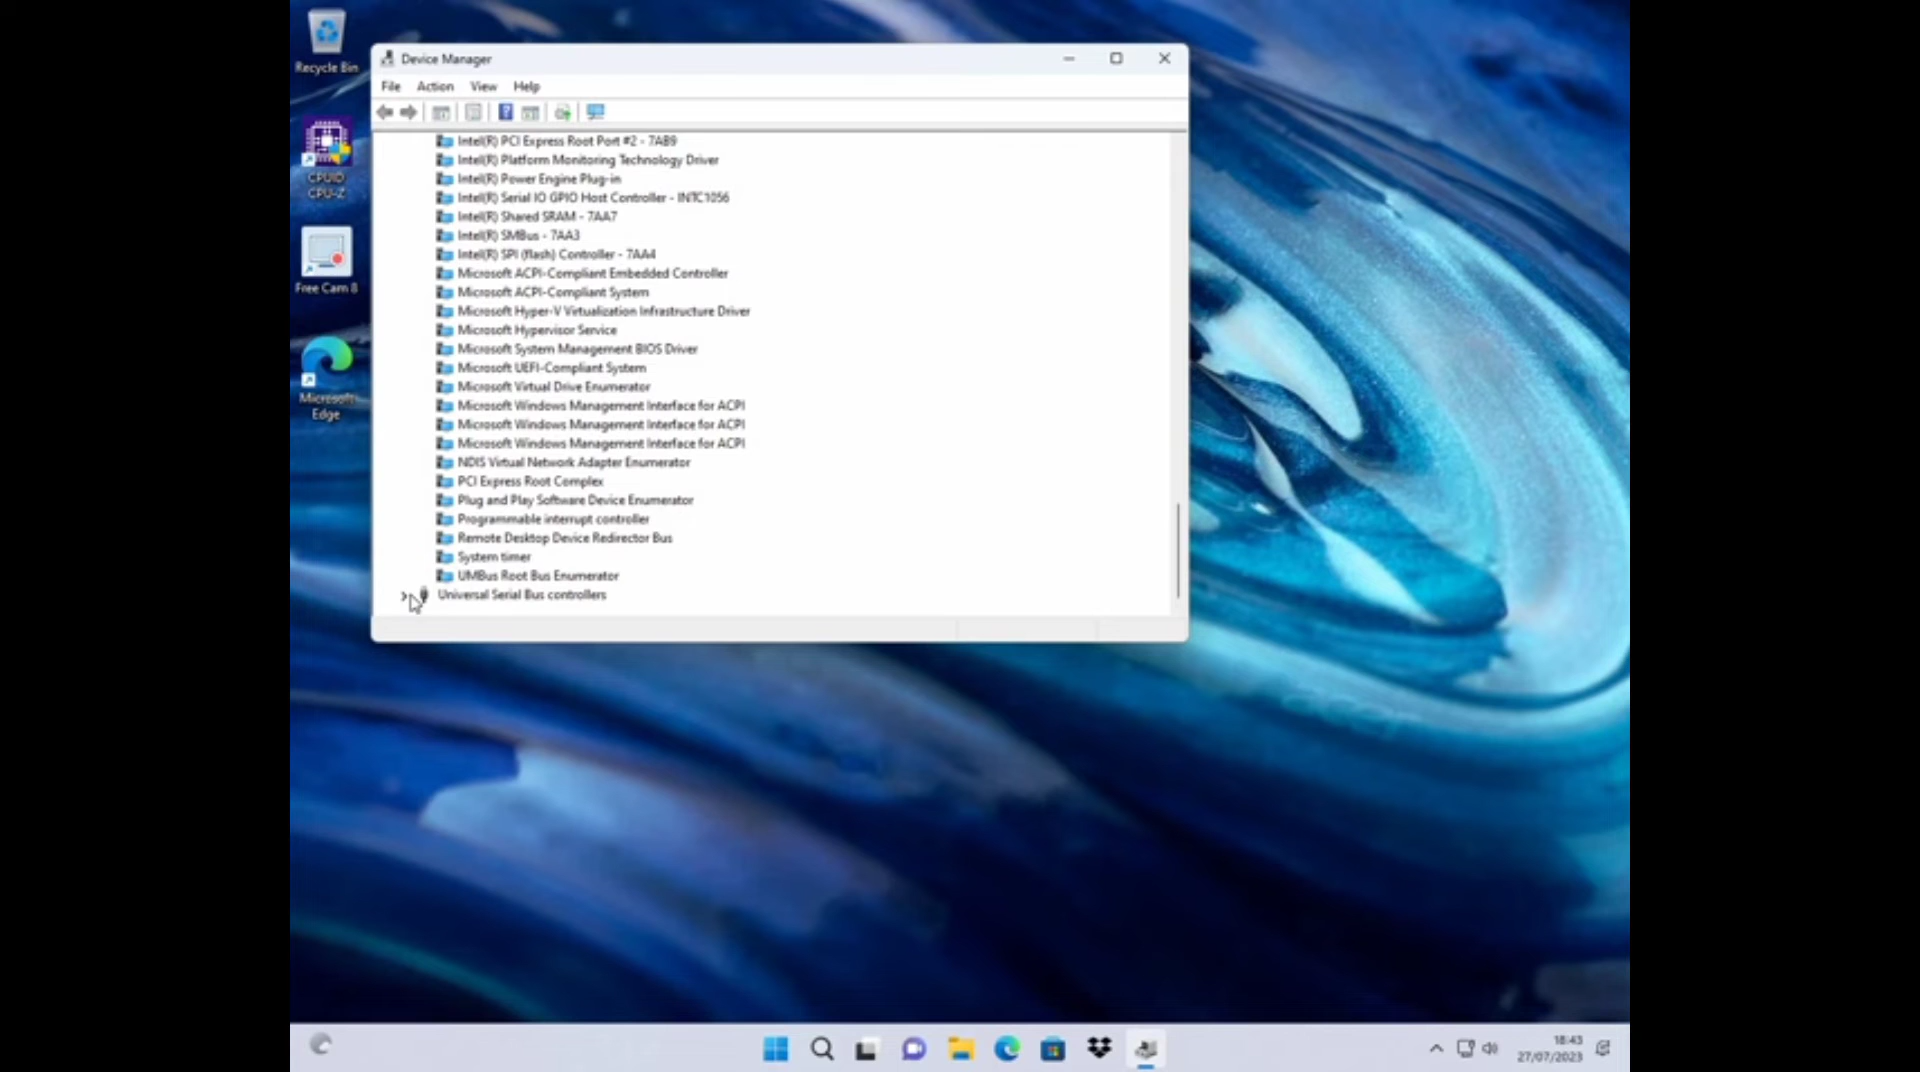 Recycle Bin
CPUID
CPU-Z
Free Cam 8
Microsoft
Edge
Device Manager
File Action View Help
Intel(R) PCI Express Root Port #2 - 7AB9
Intel(R) Platform Monitoring Technology Driver
Intel(R) Power Engine Plug-in
Intel(R) Serial IO GPIO Host Controller - INTC1056
Intel(R) Shared SRAM - 7AA7
Intel(R) SMBus - 7AA3
Intel(R) SPI (flash) Controller - 7AA4
Microsoft ACPI-Compliant Embedded Controller
Microsoft ACPI-Compliant System
Microsoft Hyper-V Virtualization Infrastructure Driver
Microsoft Hypervisor Service
Microsoft System Management BIOS Driver
Microsoft UEFI-Compliant System
Microsoft Virtual Drive Enumerator
Microsoft Windows Management Interface for ACPI
Microsoft Windows Management Interface for ACPI
Microsoft Windows Management Interface for ACPI
NDIS Virtual Network Adapter Enumerator
PCI Express Root Complex
Plug and Play Software Device Enumerator
Programmable interrupt controller
Remote Desktop Device Redirector Bus
System timer
UMBus Root Bus Enumerator
Universal Serial Bus controllers
18:43
27/07/2023